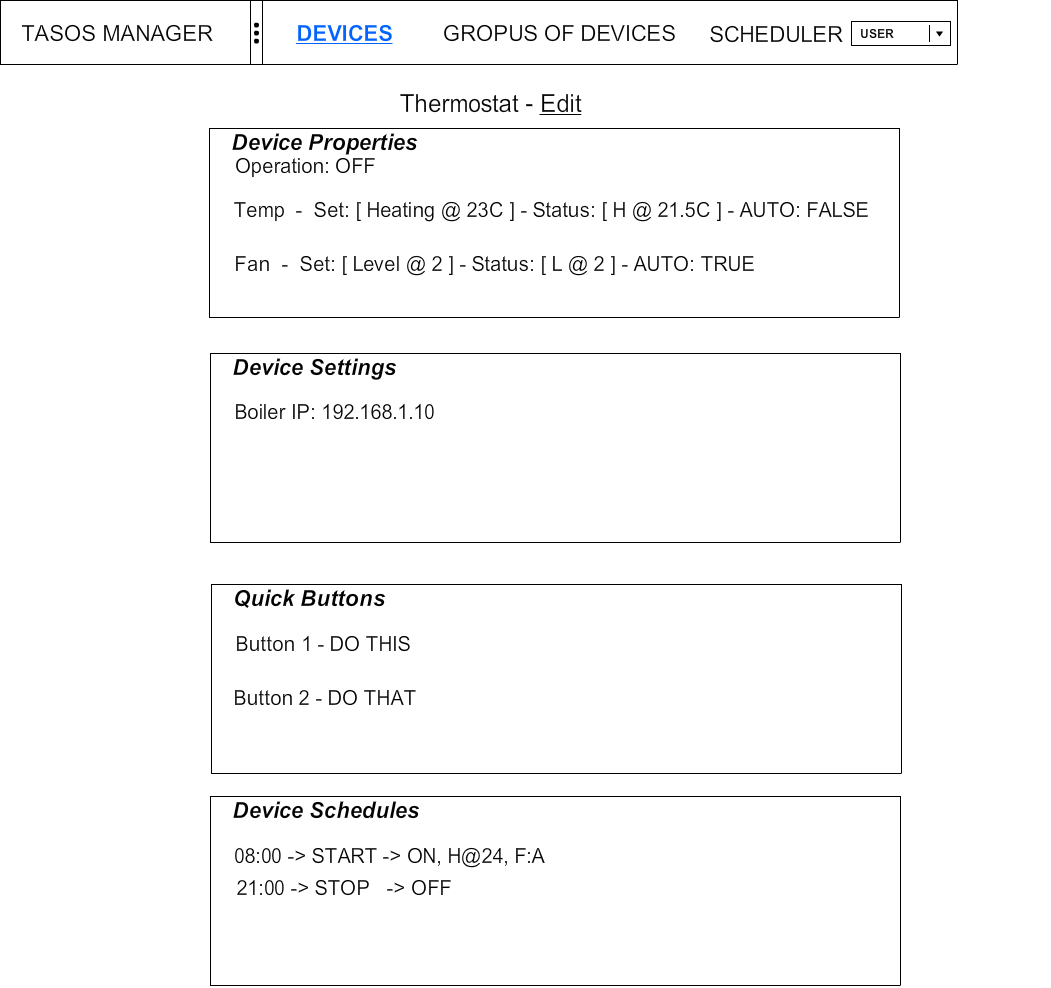 TASOS MANAGER DEVICES GROPUS OF DEVICES SCHEDULER USER
Thermostat - Edit
Device Properties
Operation: OFF
Temp - Set: [ Heating @ 23C ] - Status: [ H @ 21.5C ] - AUTO: FALSE
Fan - Set: [ Level @ 2 ] - Status: [ L @ 2 ] - AUTO: TRUE
Device Settings
Boiler IP: 192.168.1.10
Quick Buttons
Button 1 - DO THIS
Button 2 - DO THAT
Device Schedules
08:00 -> START -> ON, H@24, F:A
21:00 -> STOP -> OFF